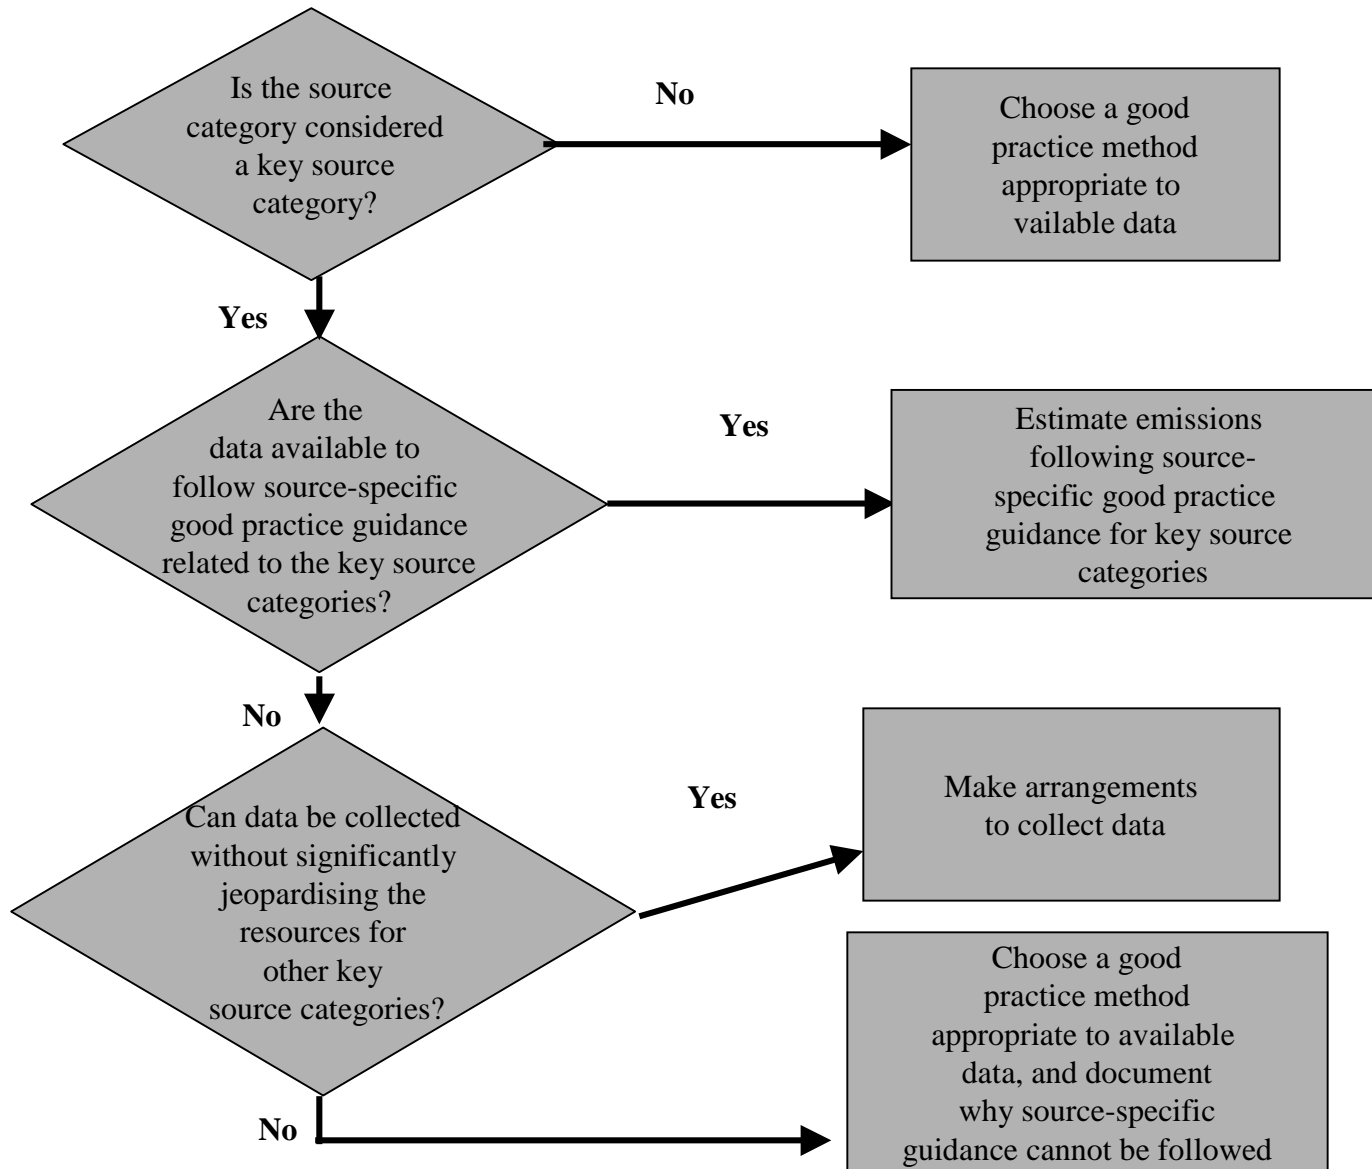 Is the source
category considered
a key source
category?
No
Choose a good
practice method
appropriate to
vailable data
Yes
Are the
data available to
follow source-specific
good practice guidance
related to the key source
categories?
Yes
Estimate emissions
following source-
specific good practice
guidance for key source
categories
No
Can data be collected
without significantly
jeopardising the
resources for
other key
source categories?
Yes
Make arrangements
to collect data
No
Choose a good
practice method
appropriate to available
data, and document
why source-specific
guidance cannot be followed